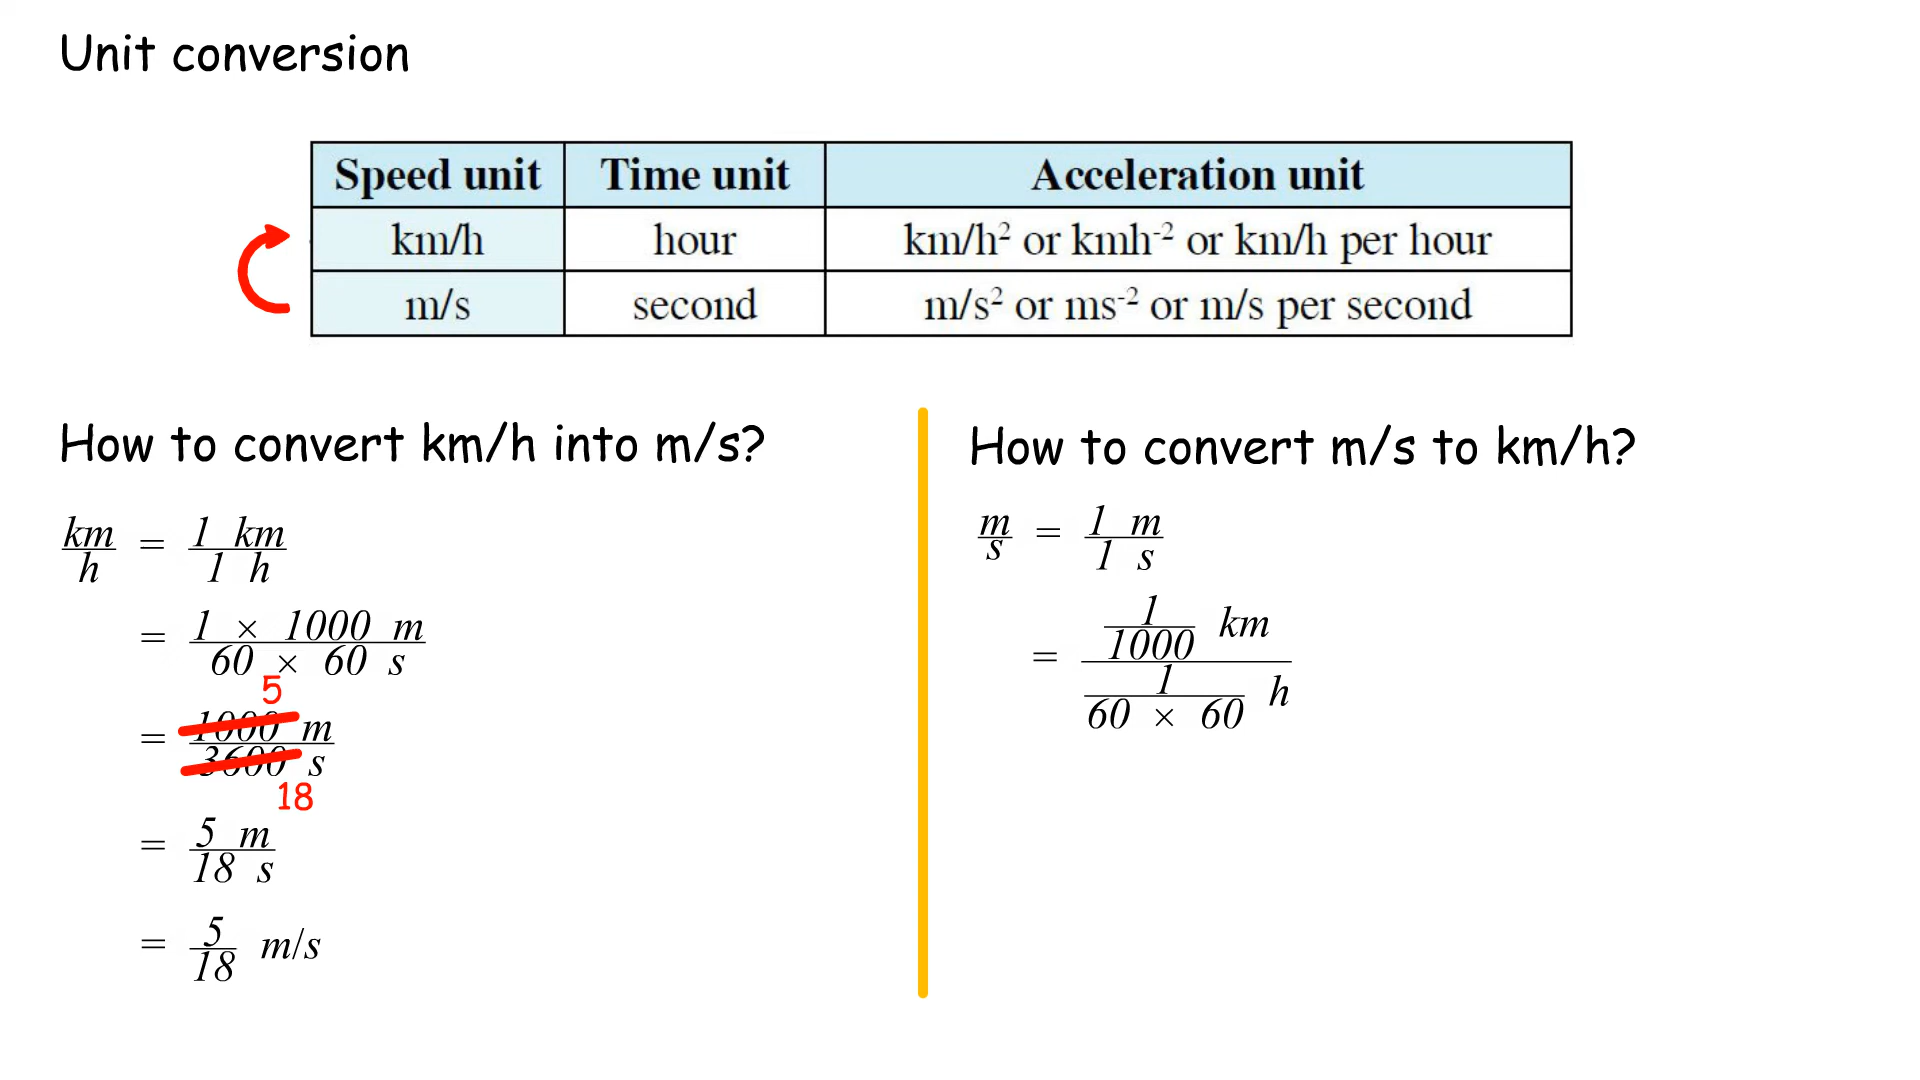 Unit conversion
Speed unit Time unit Acceleration unit
km/h hour km/h² or kmh⁻² or km/h per hour
m/s second m/s² or ms⁻² or m/s per second
How to convert km/h into m/s?
km/h = 1 km/1 h
= 1 × 1000 m/60 × 60 s
5
= 1000 m/3600 s
18
= 5 m/18 s
= 5/18 m/s
How to convert m/s to km/h?
m/s = 1 m/1 s
= 1/1000 km
1/60 × 60 h